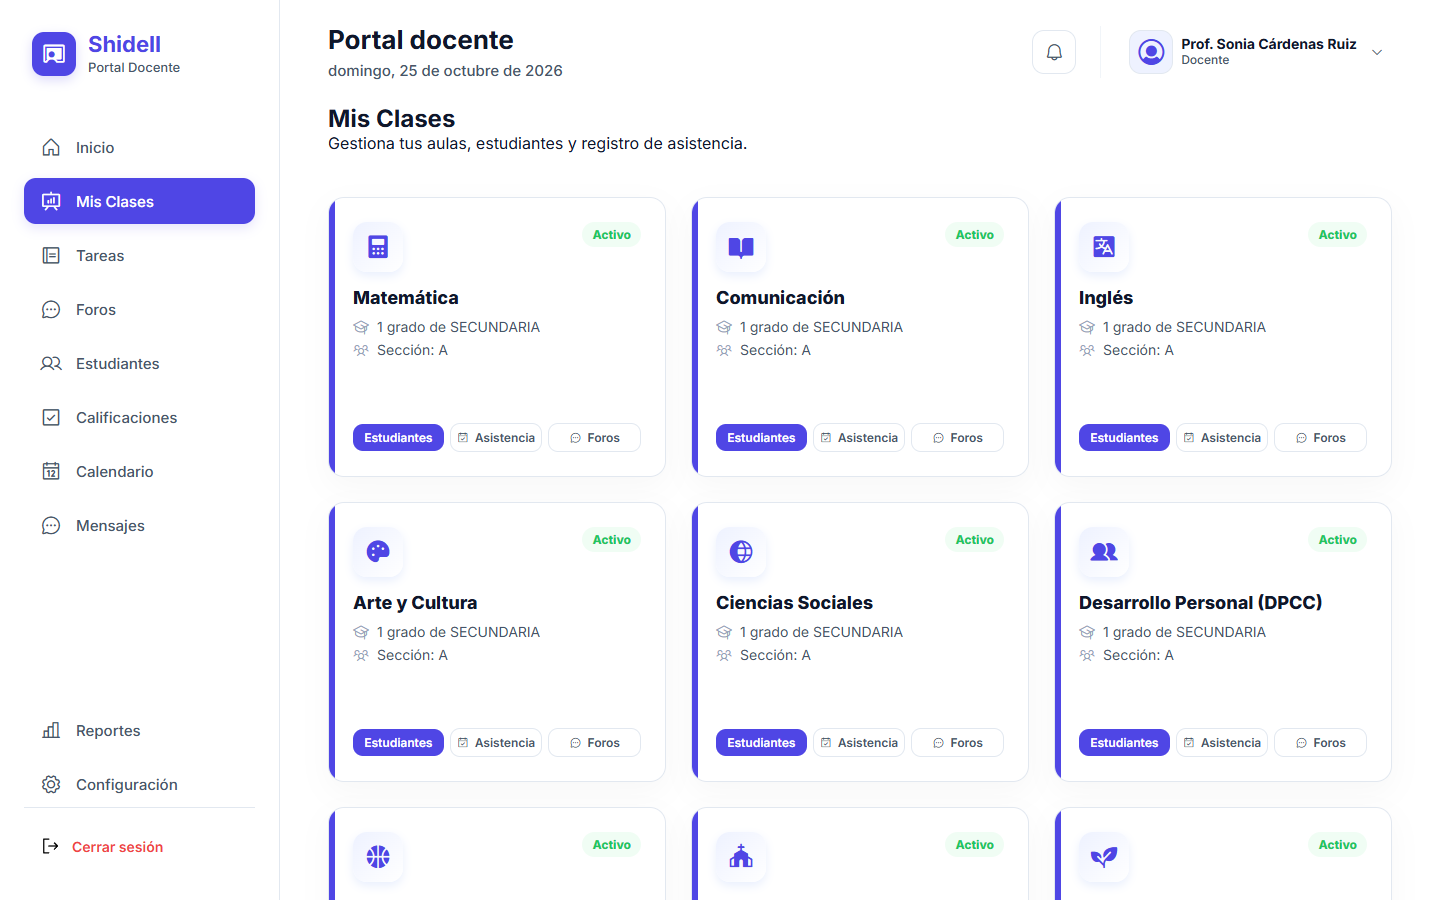 Shidell
Portal Docente
Inicio
Mis Clases
Tareas
Foros
Estudiantes
Calificaciones
Calendario
Mensajes
Reportes
Configuración
Cerrar sesión
Portal docente
domingo, 25 de octubre de 2026
Prof. Sonia Cárdenas Ruiz
Docente
Mis Clases
Gestiona tus aulas, estudiantes y registro de asistencia.
Activo
Matemática
1 grado de SECUNDARIA
Sección: A
Estudiantes Asistencia Foros
Activo
Comunicación
1 grado de SECUNDARIA
Sección: A
Estudiantes Asistencia Foros
Activo
Inglés
1 grado de SECUNDARIA
Sección: A
Estudiantes Asistencia Foros
Activo
Arte y Cultura
1 grado de SECUNDARIA
Sección: A
Estudiantes Asistencia Foros
Activo
Ciencias Sociales
1 grado de SECUNDARIA
Sección: A
Estudiantes Asistencia Foros
Activo
Desarrollo Personal (DPCC)
1 grado de SECUNDARIA
Sección: A
Estudiantes Asistencia Foros
Activo
Activo
Activo